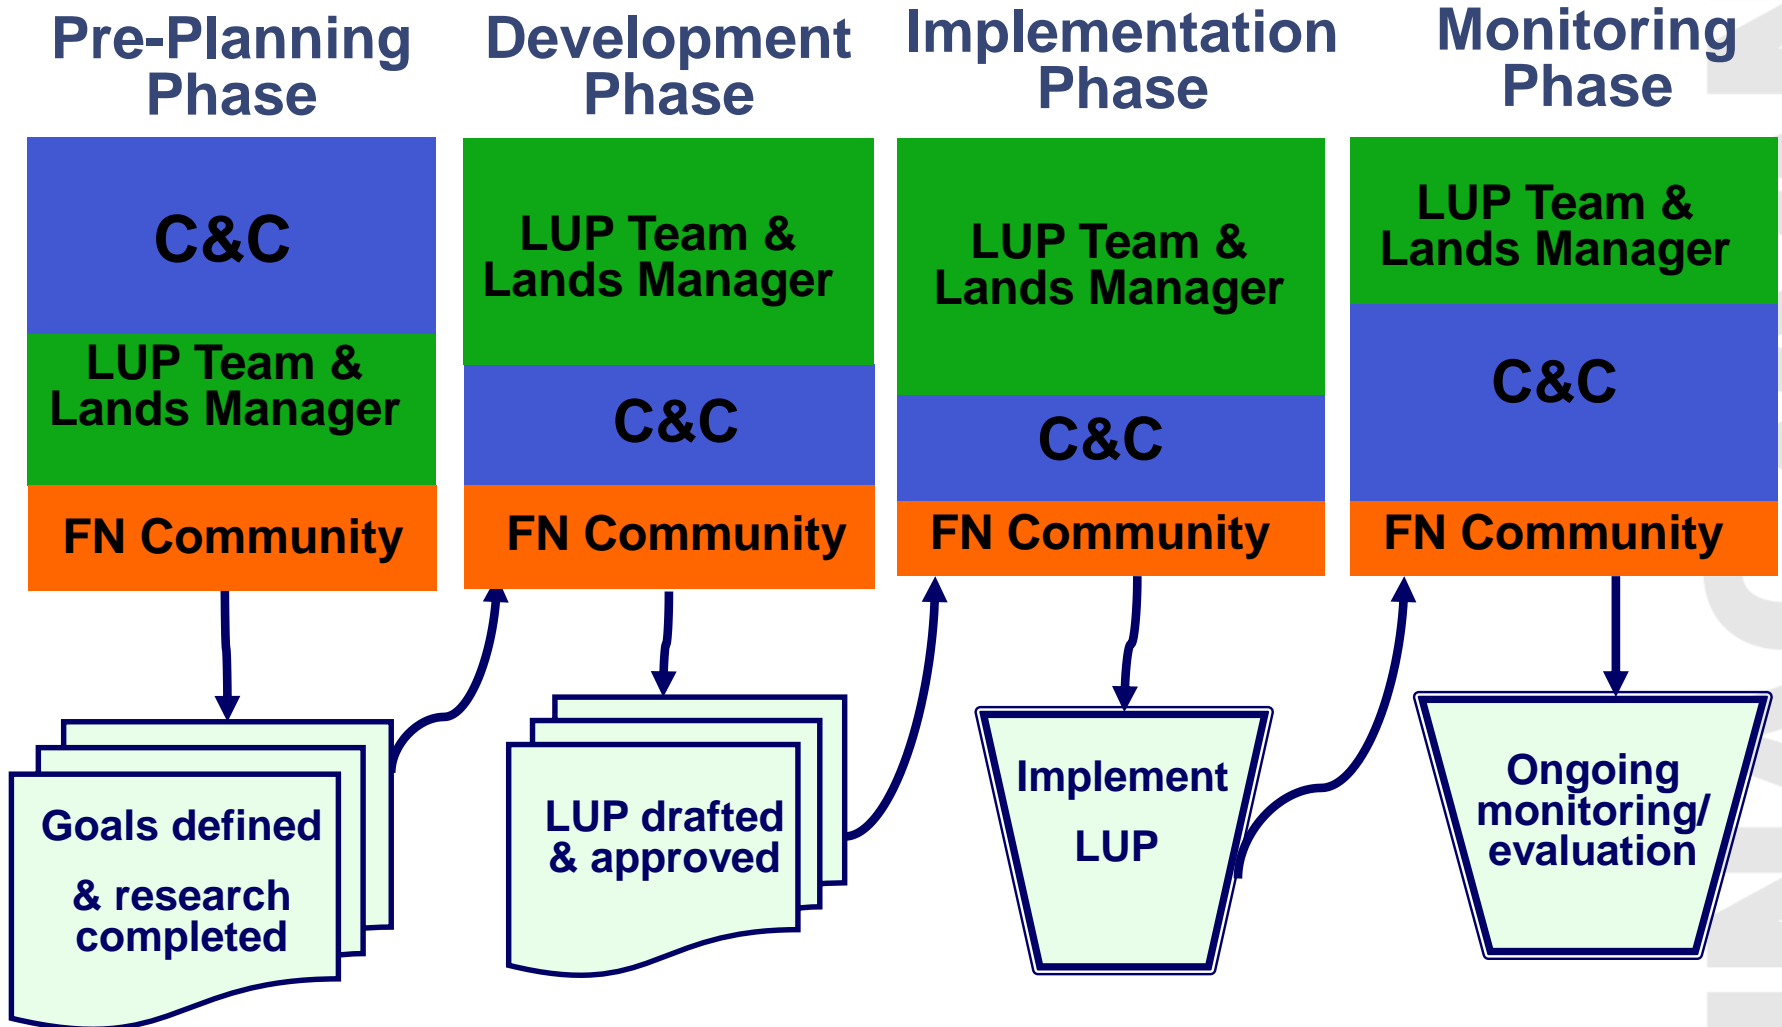 Pre-Planning
Phase
Development
Phase
Implementation
Phase
Monitoring
Phase
C&C
LUP Team &
Lands Manager
FN Community
LUP Team &
Lands Manager
C&C
FN Community
LUP Team &
Lands Manager
C&C
FN Community
LUP Team &
Lands Manager
C&C
FN Community
Goals defined
& research
completed
LUP drafted
& approved
Implement
LUP
Ongoing
monitoring/
evaluation